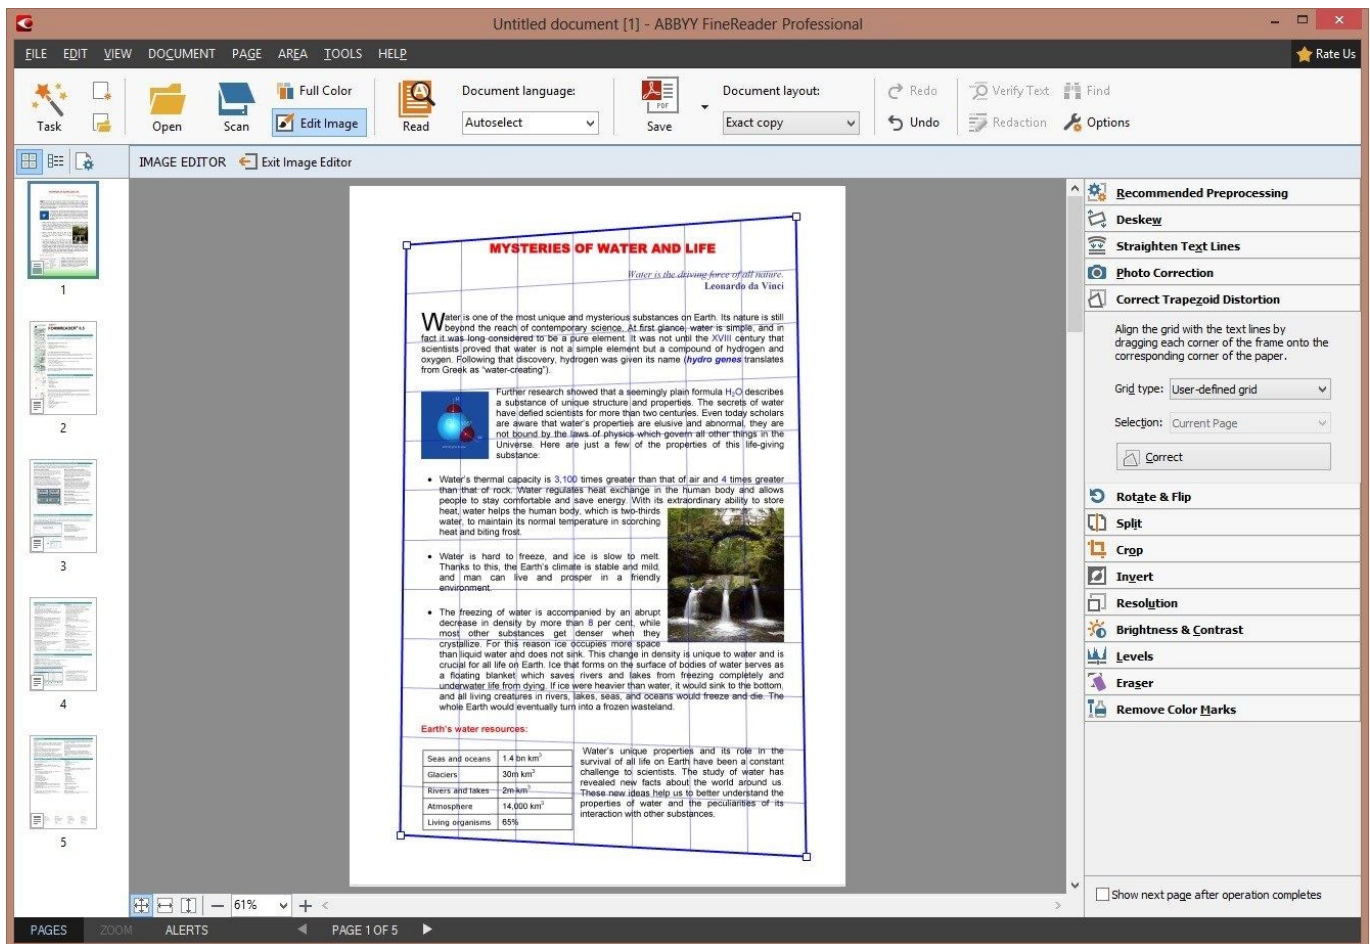 Untitled document [1] - ABBYY FineReader Professional
FILE EDIT VIEW DOCUMENT PAGE AREA TOOLS HELP
Rate Us
Task
Open
Scan
Full Color
Edit Image
Read
Document language:
Autoselect
PDF
Save
Document layout:
Exact copy
Redo
Undo
Verify Text
Redaction
Find
Options
IMAGE EDITOR Exit Image Editor
1
FORMREADER® 6.5
2
3
4
5
MYSTERIES OF WATER AND LIFE
Water is the driving force of all nature.
Leonardo da Vinci
Water is one of the most unique and mysterious substances on Earth. Its nature is still
beyond the reach of contemporary science. At first glance, water is simple, and in
fact it was long considered to be a pure element. It was not until the XVIII century that
scientists proved that water is not a simple element but a compound of hydrogen and
oxygen. Following that discovery, hydrogen was given its name (hydro genes translates
from Greek as "water-creating").
Further research showed that a seemingly plain formula H₂O describes
a substance of unique structure and properties. The secrets of water
have defied scientists for more than two centuries. Even today scholars
are aware that water's properties are elusive and abnormal, they are
not bound by the laws of physics which govern all other things in the
Universe. Here are just a few of the properties of this life-giving
substance:
• Water's thermal capacity is 3,100 times greater than that of air and 4 times greater
than that of rock. Water regulates heat exchange in the human body and allows
people to stay comfortable and save energy. With its extraordinary ability to store
heat, water helps the human body, which is two-thirds
water, to maintain its normal temperature in scorching
heat and biting frost.
• Water is hard to freeze, and ice is slow to melt.
Thanks to this, the Earth's climate is stable and mild,
and man can live and prosper in a friendly
environment.
• The freezing of water is accompanied by an abrupt
decrease in density by more than 8 per cent, while
most other substances get denser when they
crystallize. For this reason ice occupies more space
than liquid water and does not sink. This change in density is unique to water and is
crucial for all life on Earth. Ice that forms on the surface of bodies of water serves as
a floating blanket which saves rivers and lakes from freezing completely and
underwater life from dying. If ice were heavier than water, it would sink to the bottom,
and all living creatures in rivers, lakes, seas, and oceans would freeze and die. The
whole Earth would eventually turn into a frozen wasteland.
Earth's water resources:
Seas and oceans 1.4 bn km³
Glaciers 30m km³
Rivers and lakes 2m km³
Atmosphere 14,000 km³
Living organisms 65%
Water's unique properties and its role in the
survival of all life on Earth have been a constant
challenge to scientists. The study of water has
revealed new facts about the world around us.
These new ideas help us to better understand the
properties of water and the peculiarities of its
interaction with other substances.
Recommended Preprocessing
Deskew
Straighten Text Lines
Photo Correction
Correct Trapezoid Distortion
Align the grid with the text lines by
dragging each corner of the frame onto the
corresponding corner of the paper.
Grid type: User-defined grid
Selection: Current Page
Correct
Rotate & Flip
Split
Crop
Invert
Resolution
Brightness & Contrast
Levels
Eraser
Remove Color Marks
Show next page after operation completes
61%
PAGES ZOOM ALERTS PAGE 1 OF 5